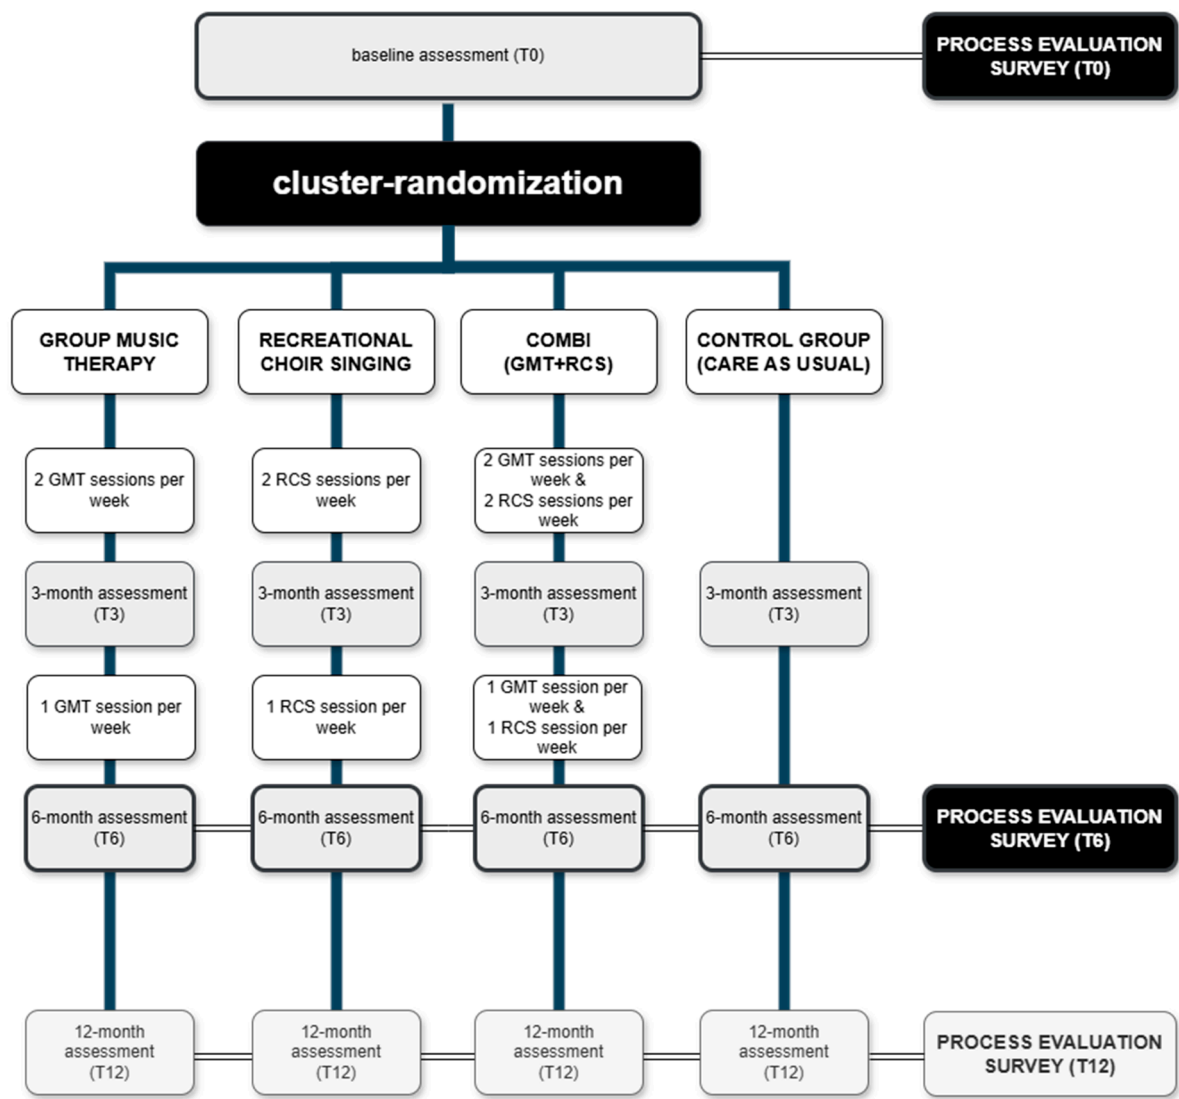 baseline assessment (T0)
PROCESS EVALUATION
SURVEY (T0)
cluster-randomization
GROUP MUSIC
THERAPY
RECREATIONAL
CHOIR SINGING
COMBI
(GMT+RCS)
CONTROL GROUP
(CARE AS USUAL)
2 GMT sessions per
week
2 RCS sessions per
week
2 GMT sessions per
week &
2 RCS sessions per
week
3-month assessment
(T3)
3-month assessment
(T3)
3-month assessment
(T3)
3-month assessment
(T3)
1 GMT session per
week
1 RCS session per
week
1 GMT session per
week &
1 RCS session per
week
6-month assessment
(T6)
6-month assessment
(T6)
6-month assessment
(T6)
6-month assessment
(T6)
PROCESS EVALUATION
SURVEY (T6)
12-month
assessment
(T12)
12-month
assessment
(T12)
12-month
assessment
(T12)
12-month
assessment
(T12)
PROCESS EVALUATION
SURVEY (T12)